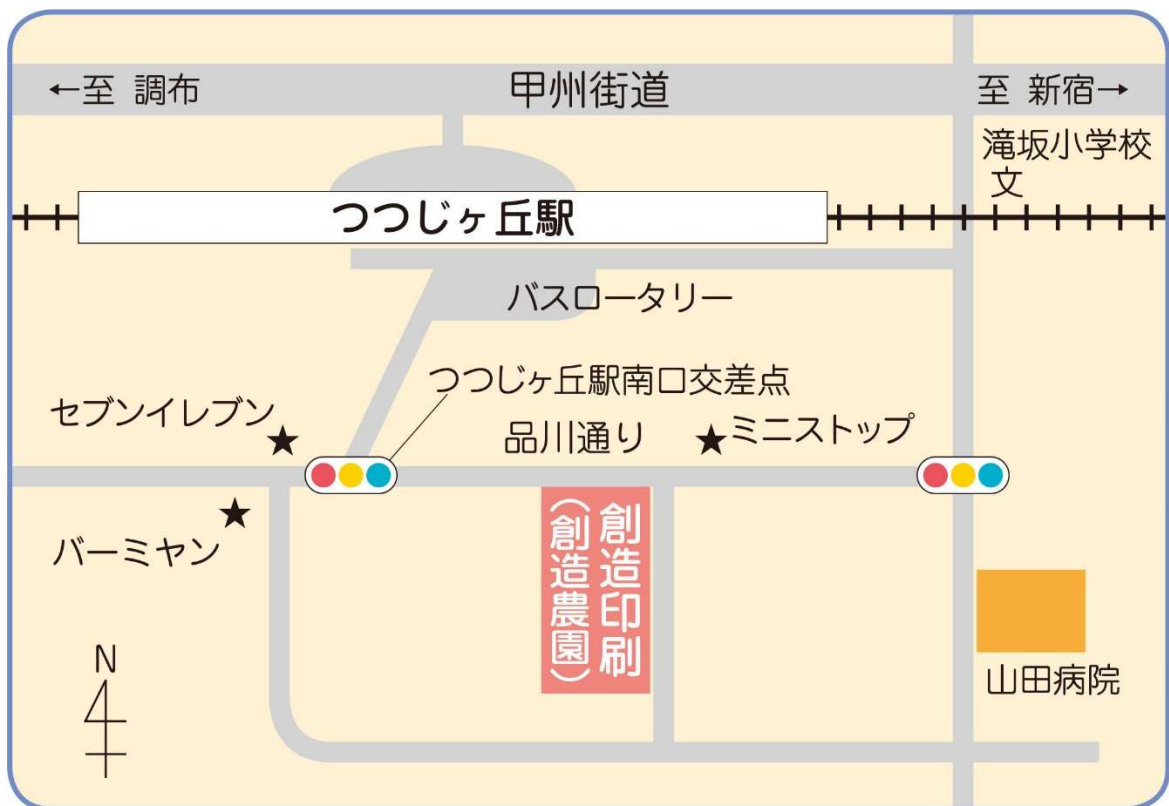 ←至 調布
甲州街道
至 新宿→
滝坂小学校
文
つつじヶ丘駅
バスロータリー
つつじヶ丘駅南口交差点
セブンイレブン
品川通り
ミニストップ
バーミヤン
創造印刷
(創造農園)
山田病院
N